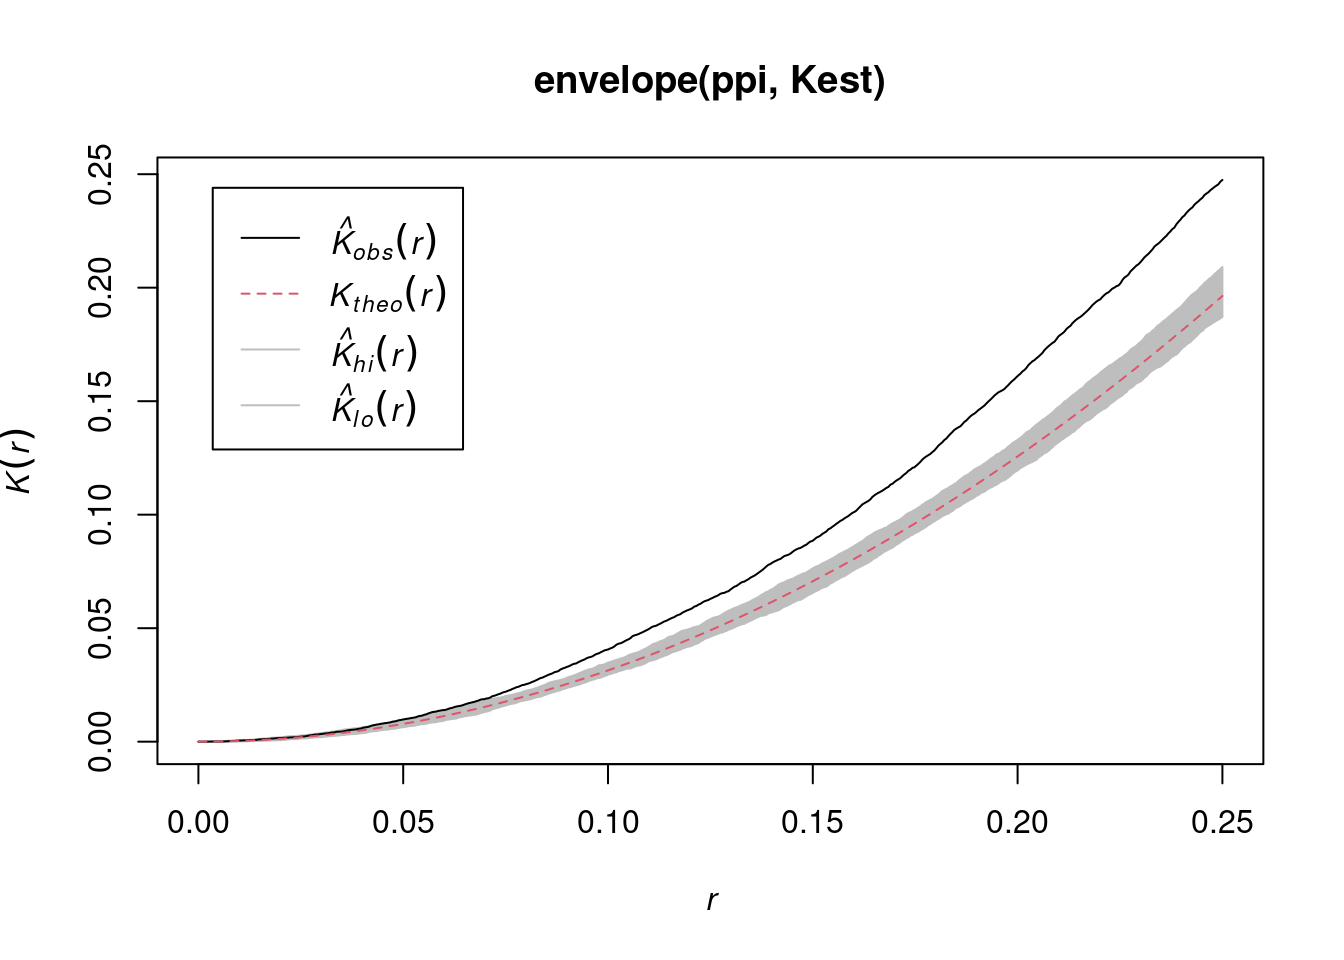 envelope(ppi, Kest)
K(r)
0.25
0.20
0.15
0.10
0.05
0.00
K̂obs(r)
Ktheo(r)
K̂hi(r)
K̂lo(r)
0.00 0.05 0.10 0.15 0.20 0.25
r